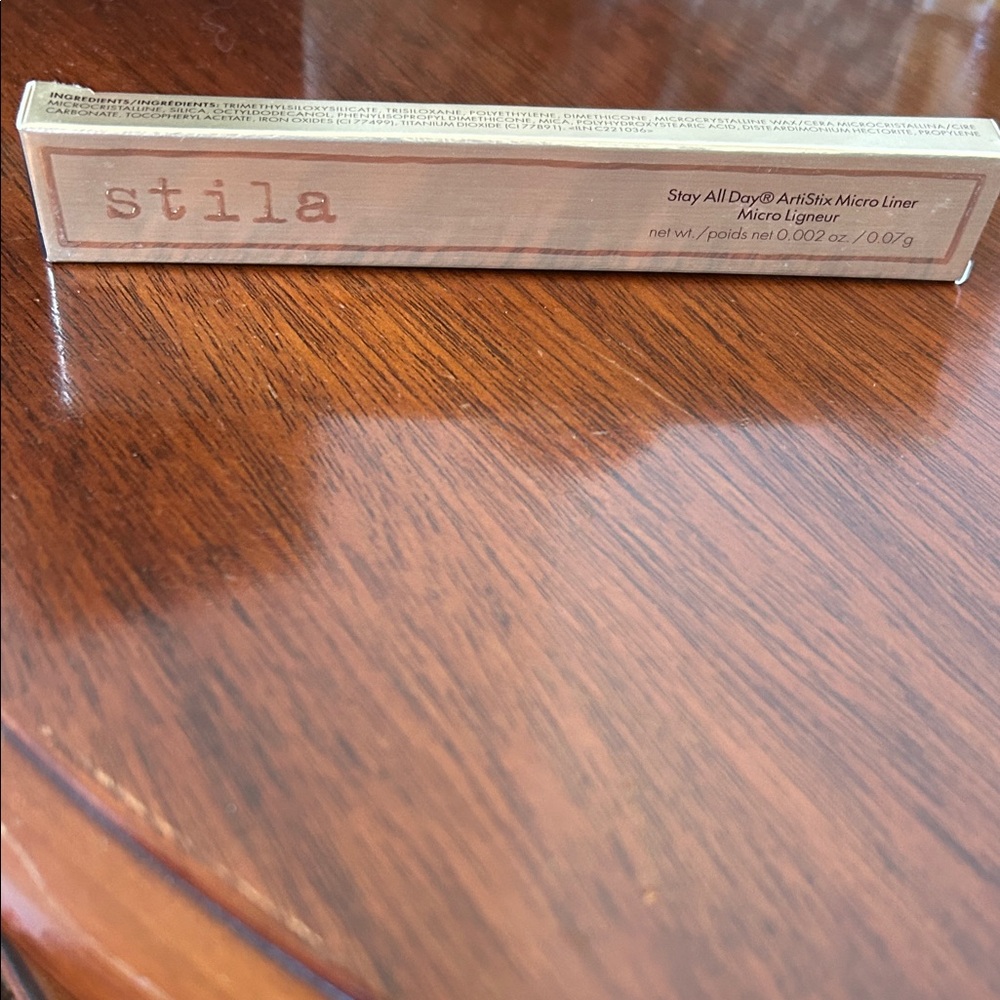 INGREDIENTS/INGRÉDIENTS: TRIMETHYLSILOXYSILICATE, TRISILOXANE, POLYETHYLENE, DIMETHICONE, MICROCRYSTALLINE WAX/CERA MICROCRISTALLINA/CIRE
MICROCRISTALLINE, SILICA, OCTYLDODECANOL, PHENYLISOPROPYL DIMETHICONE, MICA, POLYHYDROXYSTEARIC ACID, DISTEARDIMONIUM HECTORITE, PROPYLENE
CARBONATE, TOCOPHERYL ACETATE, IRON OXIDES (CI 77499), TITANIUM DIOXIDE (CI 77891). <ILN C221036>
stila
Stay All Day® ArtiStix Micro Liner
Micro Ligneur
net wt./poids net 0.002 oz./0.07g